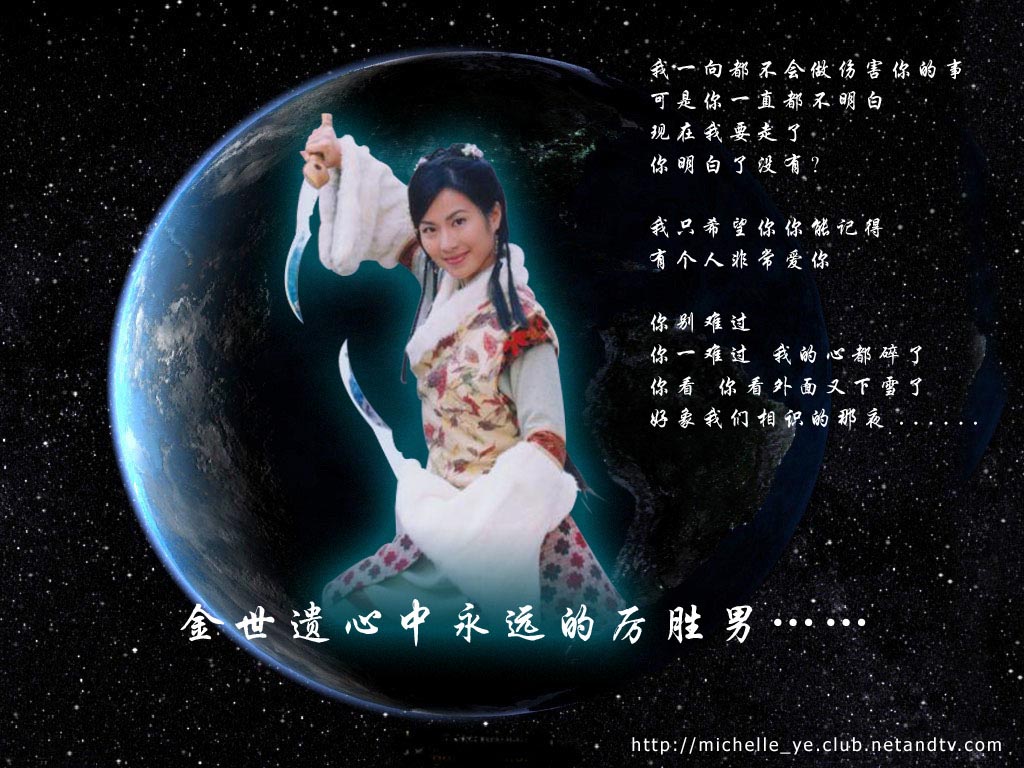 我一向都不会做伤害你的事
可是你一直都不明白
现在我要走了
你明白了没有?
我只希望你你能记得
有个人非常爱你
你别难过
你一难过 我的心都碎了
你看 你看外面又下雪了
好象我们相识的那夜......
金世遗心中永远的厉胜男……
http://michelle_ye.club.netandtv.com